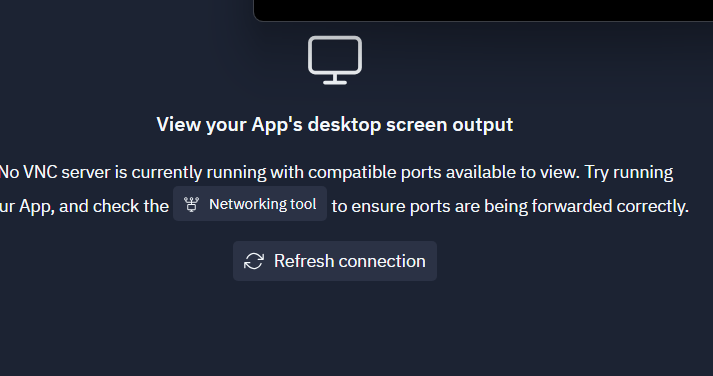 View your App's desktop screen output
No VNC server is currently running with compatible ports available to view. Try running
ur App, and check the Networking tool to ensure ports are being forwarded correctly.
Refresh connection